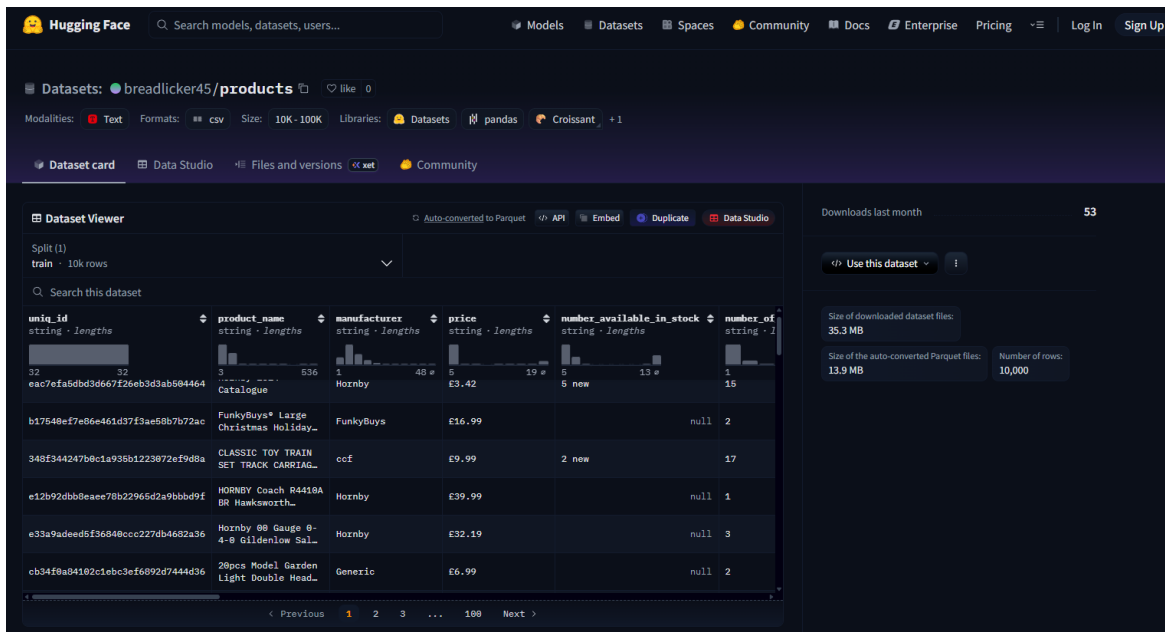 Hugging Face Search models, datasets, users... Models Datasets Spaces Community Docs Enterprise Pricing Log In Sign Up
Datasets: breadlicker45/products like 0
Modalities: Text Formats: csv Size: 10K - 100K Libraries: Datasets pandas Croissant + 1
Dataset card Data Studio Files and versions xet Community
Dataset Viewer Auto-converted to Parquet API Embed Duplicate Data Studio
Split (1)
train · 10k rows
Search this dataset
uniq_id product_name manufacturer price number_available_in_stock number_of
string · lengths string · lengths string · lengths string · lengths string · lengths string · l
32 32 3 536 1 48 ⌀ 5 19 ⌀ 5 13 ⌀ 1
eac7efa5dbd3d667f26eb3d3ab504464 Catalogue Hornby £3.42 5 new 15
b17540ef7e86e461d37f3ae58b7b72ac FunkyBuys® Large Christmas Holiday… FunkyBuys £16.99 null 2
348f344247b0c1a935b1223072ef9d8a CLASSIC TOY TRAIN SET TRACK CARRIAG… ccf £9.99 2 new 17
e12b92dbb8eaee78b22965d2a9bbbd9f HORNBY Coach R4410A BR Hawksworth… Hornby £39.99 null 1
e33a9adeed5f36840ccc227db4682a36 Hornby 00 Gauge 0-4-0 Gildenlow Sal… Hornby £32.19 null 3
cb34f0a84102c1ebc3ef6892d7444d36 20pcs Model Garden Light Double Head… Generic £6.99 null 2
Previous 1 2 3 ... 100 Next
Downloads last month 53
Use this dataset
Size of downloaded dataset files:
35.3 MB
Size of the auto-converted Parquet files: Number of rows:
13.9 MB 10,000